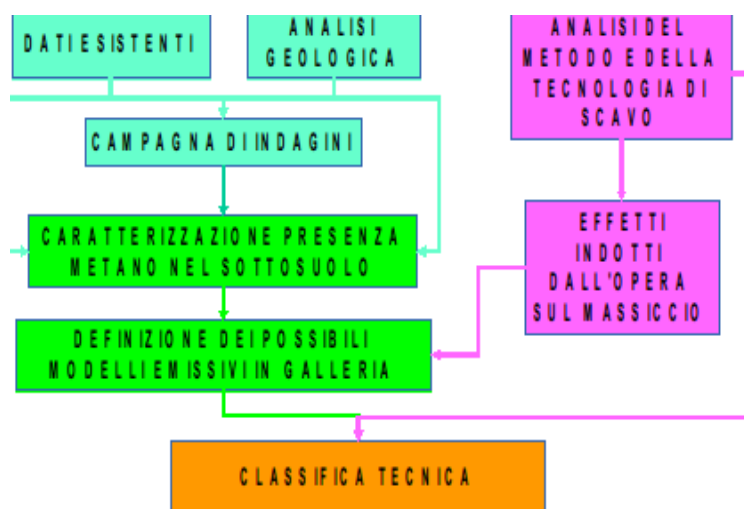 DATI ESISTENTI
ANALISI
GEOLOGICA
ANALISI DEL
METODO E DELLA
TECNOLOGIA DI
SCAVO
CAMPAGNA DI INDAGINI
CARATTERIZZAZIONE PRESENZA
METANO NEL SOTTOSUOLO
EFFETTI
INDOTTI
DALL'OPERA
SUL MASSICCIO
DEFINIZIONE DEI POSSIBILI
MODELLI EMISSIVI IN GALLERIA
CLASSIFICA TECNICA